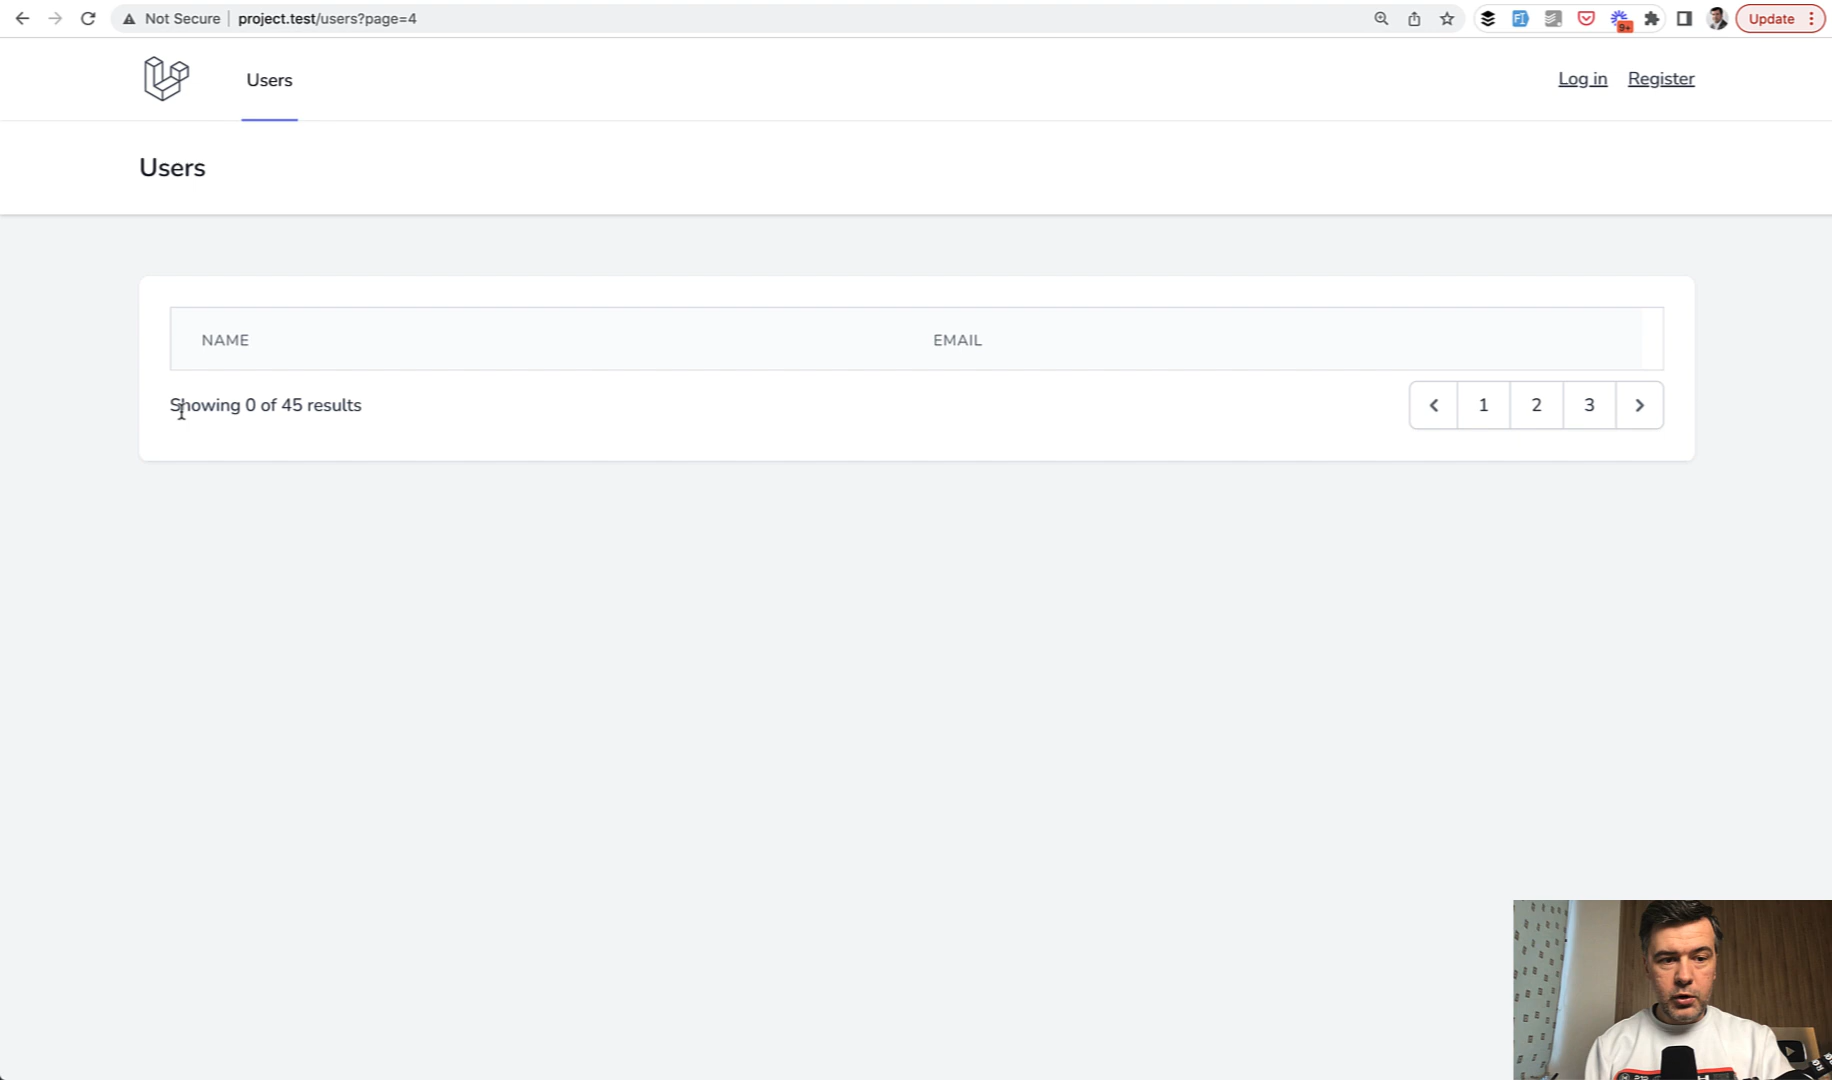 Not Secure project.test/users?page=4
9+
Update
Users
Log in Register
Users
NAME EMAIL
Showing 0 of 45 results
1 2 3